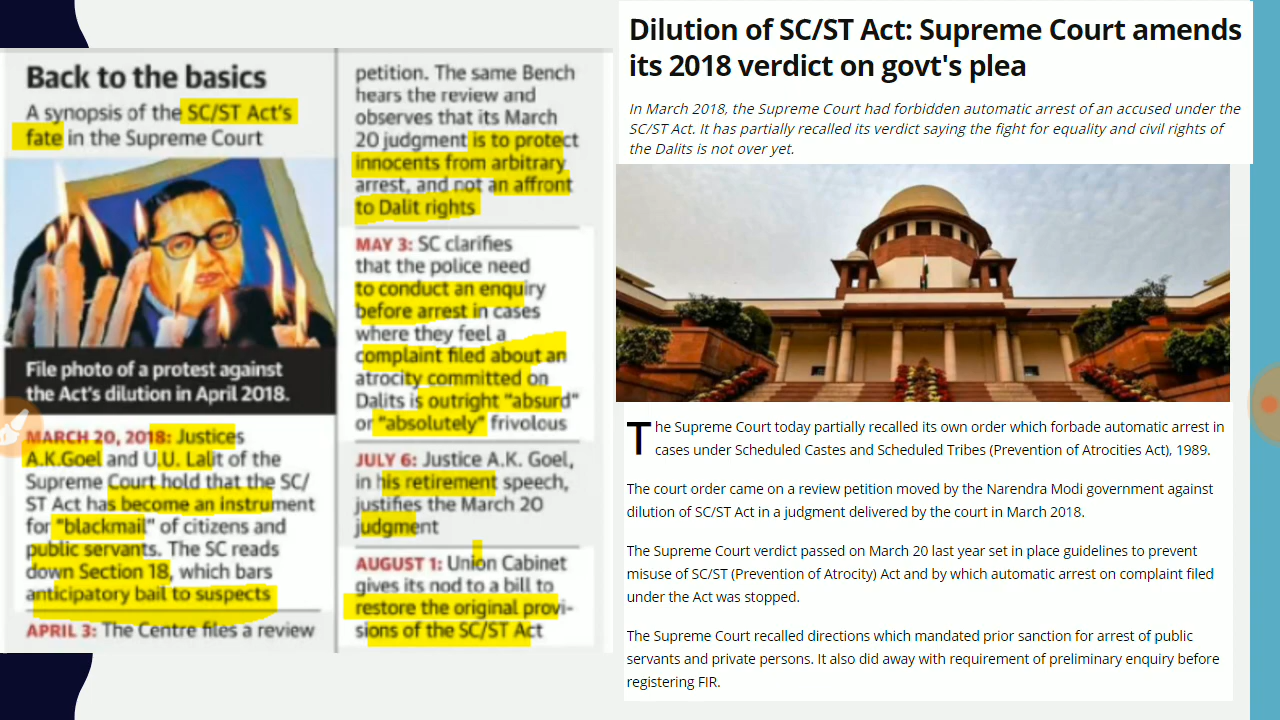 Back to the basics
A synopsis of the SC/ST Act's
fate in the Supreme Court
File photo of a protest against
the Act's dilution in April 2018.
MARCH 20, 2018: Justices
A.K.Goel and U.U. Lalit of the
Supreme Court hold that the SC/
ST Act has become an instrument
for "blackmail" of citizens and
public servants. The SC reads
down Section 18, which bars
anticipatory bail to suspects
APRIL 3: The Centre files a review
petition. The same Bench
hears the review and
observes that its March
20 judgment is to protect
innocents from arbitrary
arrest, and not an affront
to Dalit rights
MAY 3: SC clarifies
that the police need
to conduct an enquiry
before arrest in cases
where they feel a
complaint filed about an
atrocity committed on
Dalits is outright "absurd"
or "absolutely" frivolous
JULY 6: Justice A.K. Goel,
in his retirement speech,
justifies the March 20
judgment
AUGUST 1: Union Cabinet
gives its nod to a bill to
restore the original provi-
sions of the SC/ST Act
Dilution of SC/ST Act: Supreme Court amends
its 2018 verdict on govt's plea
In March 2018, the Supreme Court had forbidden automatic arrest of an accused under the
SC/ST Act. It has partially recalled its verdict saying the fight for equality and civil rights of
the Dalits is not over yet.
The Supreme Court today partially recalled its own order which forbade automatic arrest in
cases under Scheduled Castes and Scheduled Tribes (Prevention of Atrocities Act), 1989.
The court order came on a review petition moved by the Narendra Modi government against
dilution of SC/ST Act in a judgment delivered by the court in March 2018.
The Supreme Court verdict passed on March 20 last year set in place guidelines to prevent
misuse of SC/ST (Prevention of Atrocity) Act and by which automatic arrest on complaint filed
under the Act was stopped.
The Supreme Court recalled directions which mandated prior sanction for arrest of public
servants and private persons. It also did away with requirement of preliminary enquiry before
registering FIR.